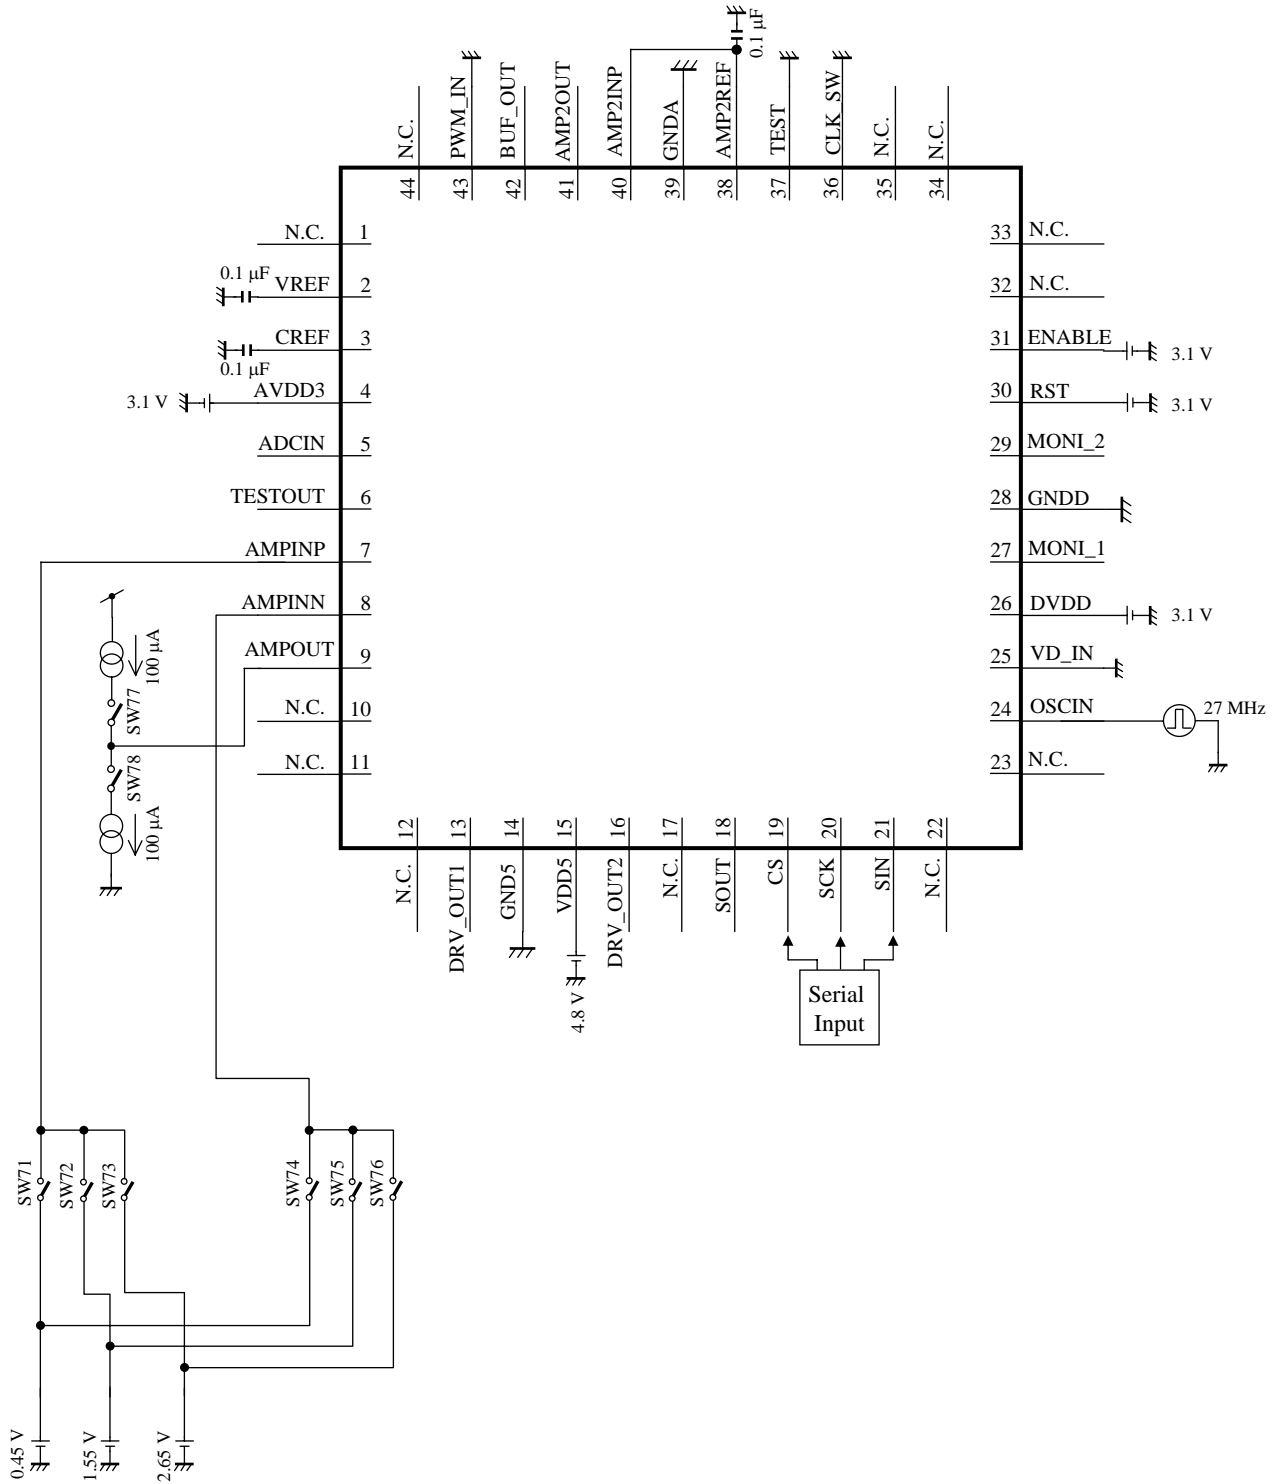 0.1 µF
N.C.
PWM_IN
BUF_OUT
AMP2OUT
AMP2INP
GNDA
AMP2REF
TEST
CLK_SW
N.C.
N.C.
44
43
42
41
40
39
38
37
36
35
34
N.C.
1
0.1 µF
VREF
2
CREF
3
0.1 µF
3.1 V
AVDD3
4
ADCIN
5
TESTOUT
6
AMPINP
7
AMPINN
8
AMPOUT
9
N.C.
10
N.C.
11
100 µA
SW77
SW78
100 µA
33
N.C.
32
N.C.
31
ENABLE
3.1 V
30
RST
3.1 V
29
MONI_2
28
GNDD
27
MONI_1
26
DVDD
3.1 V
25
VD_IN
24
OSCIN
27 MHz
23
N.C.
12
13
14
15
16
17
18
19
20
21
22
N.C.
DRV_OUT1
GND5
VDD5
DRV_OUT2
N.C.
SOUT
CS
SCK
SIN
N.C.
4.8 V
Serial
Input
SW71
SW72
SW73
SW74
SW75
SW76
0.45 V
1.55 V
2.65 V